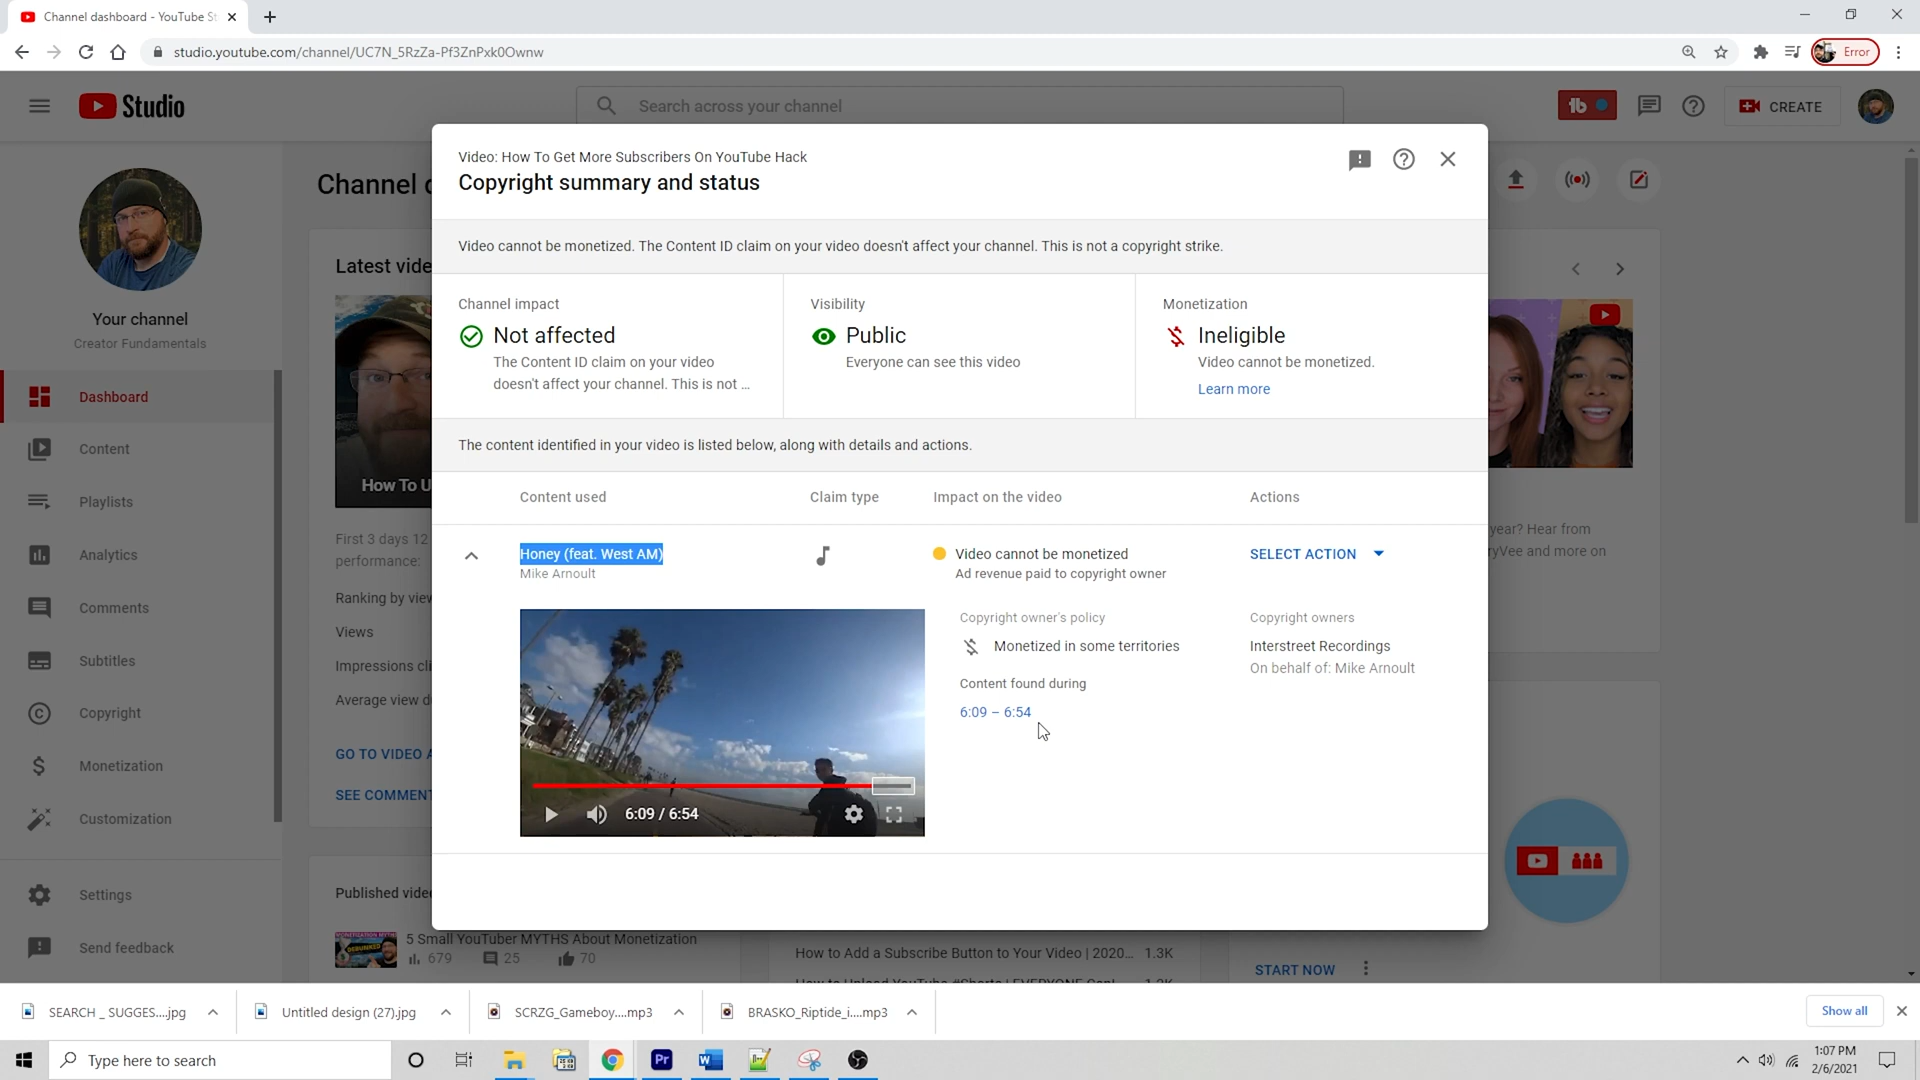 Channel dashboard - YouTube St
studio.youtube.com/channel/UC7N_5RzZa-Pf3ZnPxk0Ownw
Error
Studio
Search across your channel
CREATE
Your channel
Creator Fundamentals
Dashboard
Content
Playlists
Analytics
Comments
Subtitles
Copyright
Monetization
Customization
Settings
Send feedback
Channel d
Latest vide
How To U
First 3 days 12
performance:
Ranking by view
Views
Impressions cli
Average view d
GO TO VIDEO A
SEE COMMENT
Published vide
5 Small YouTuber MYTHS About Monetization
679 25 70
Video: How To Get More Subscribers On YouTube Hack
Copyright summary and status
Video cannot be monetized. The Content ID claim on your video doesn't affect your channel. This is not a copyright strike.
Channel impact
Not affected
The Content ID claim on your video
doesn't affect your channel. This is not ...
Visibility
Public
Everyone can see this video
Monetization
Ineligible
Video cannot be monetized.
Learn more
The content identified in your video is listed below, along with details and actions.
Content used Claim type Impact on the video Actions
Honey (feat. West AM)
Mike Arnoult
Video cannot be monetized
Ad revenue paid to copyright owner
SELECT ACTION
6:09 / 6:54
Copyright owner's policy
Monetized in some territories
Content found during
6:09 – 6:54
Copyright owners
Interstreet Recordings
On behalf of: Mike Arnoult
year? Hear from
ryVee and more on
How to Add a Subscribe Button to Your Video | 2020... 1.3K
START NOW
SEARCH _ SUGGES....jpg
Untitled design (27).jpg
SCRZG_Gameboy....mp3
BRASKO_Riptide_i....mp3
Show all
Type here to search
Pr
1:07 PM
2/6/2021